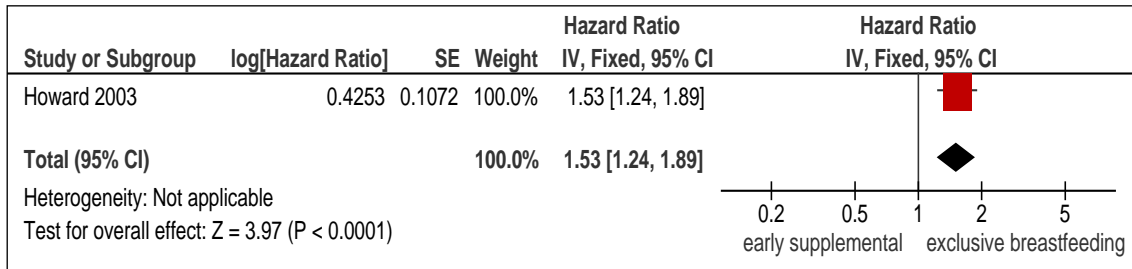 Hazard Ratio Hazard Ratio
Study or Subgroup log[Hazard Ratio] SE Weight IV, Fixed, 95% CI IV, Fixed, 95% CI
Howard 2003 0.4253 0.1072 100.0% 1.53 [1.24, 1.89]
Total (95% CI) 100.0% 1.53 [1.24, 1.89]
Heterogeneity: Not applicable
Test for overall effect: Z = 3.97 (P < 0.0001)
0.2 0.5 1 2 5
early supplemental exclusive breastfeeding